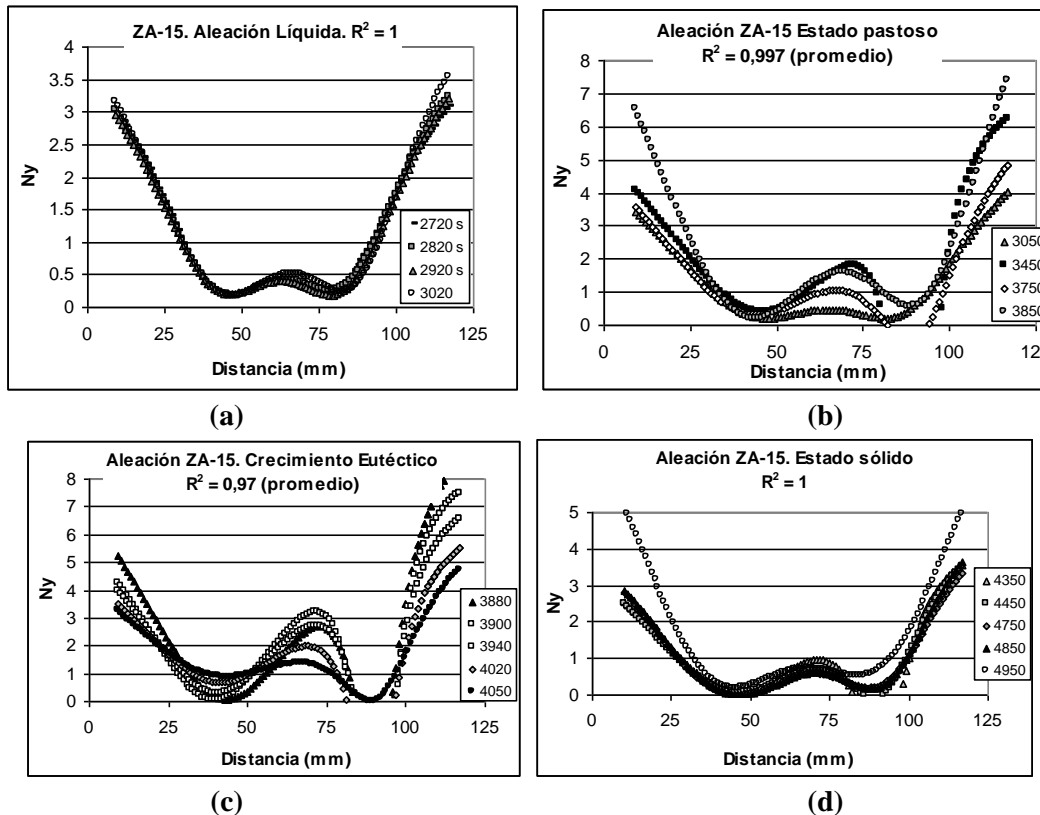 ZA-15. Aleación Líquida. R² = 1
4
3.5
3
2.5
2
1.5
1
0.5
0
Ny
0 25 50 75 100 125
Distancia (mm)
2720 s
2820 s
2920 s
3020
(a)
Aleación ZA-15 Estado pastoso
R² = 0,997 (promedio)
8
7
6
5
4
3
2
1
0
Ny
0 25 50 75 100 12
Distancia (mm)
3050
3450
3750
3850
(b)
Aleación ZA-15. Crecimiento Eutéctico
R² = 0,97 (promedio)
8
7
6
5
4
3
2
1
0
Ny
0 25 50 75 100 125
Distancia (mm)
3880
3900
3940
4020
4050
(c)
Aleación ZA-15. Estado sólido
R² = 1
5
4
3
2
1
0
Ny
0 25 50 75 100 125
Distancia (mm)
4350
4450
4750
4850
4950
(d)